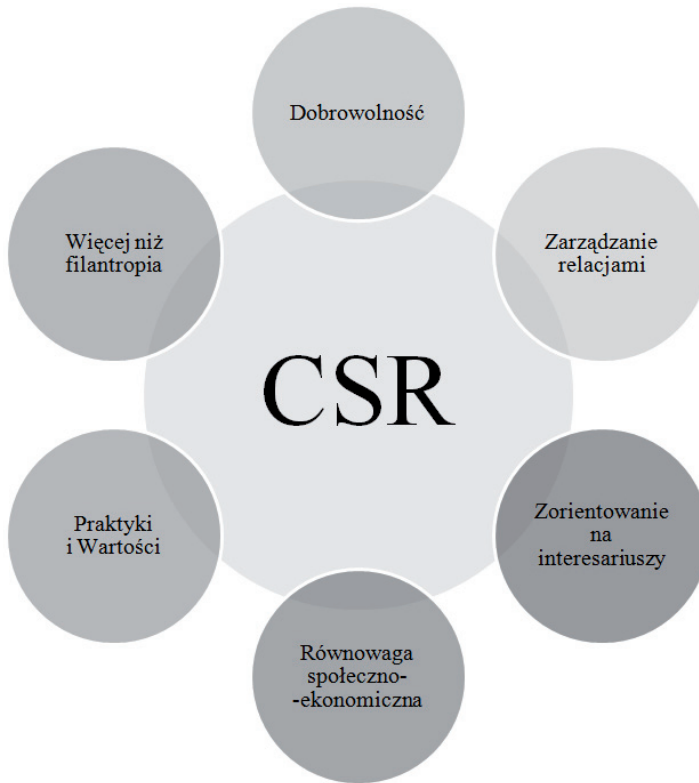 Dobrowolność
Zarządzanie
relacjami
Zorientowanie
na
interesariuszy
Równowaga
społeczno-
-ekonomiczna
Praktyki
i Wartości
Więcej niż
filantropia
CSR